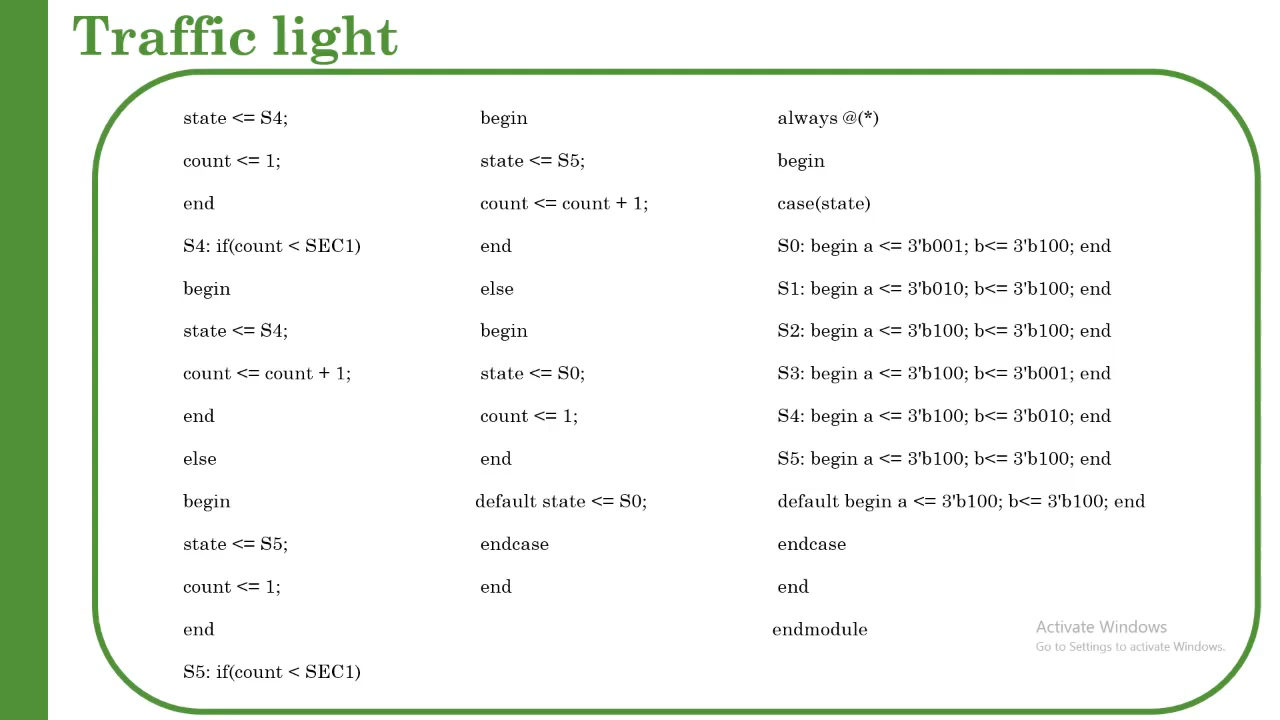 Traffic light
state <= S4;
count <= 1;
end
S4: if(count < SEC1)
begin
state <= S4;
count <= count + 1;
end
else
begin
state <= S5;
count <= 1;
end
S5: if(count < SEC1)
begin
state <= S5;
count <= count + 1;
end
else
begin
state <= S0;
count <= 1;
end
default state <= S0;
endcase
end
always @(*)
begin
case(state)
S0: begin a <= 3'b001; b<= 3'b100; end
S1: begin a <= 3'b010; b<= 3'b100; end
S2: begin a <= 3'b100; b<= 3'b100; end
S3: begin a <= 3'b100; b<= 3'b001; end
S4: begin a <= 3'b100; b<= 3'b010; end
S5: begin a <= 3'b100; b<= 3'b100; end
default begin a <= 3'b100; b<= 3'b100; end
endcase
end
endmodule
Activate Windows
Go to Settings to activate Windows.